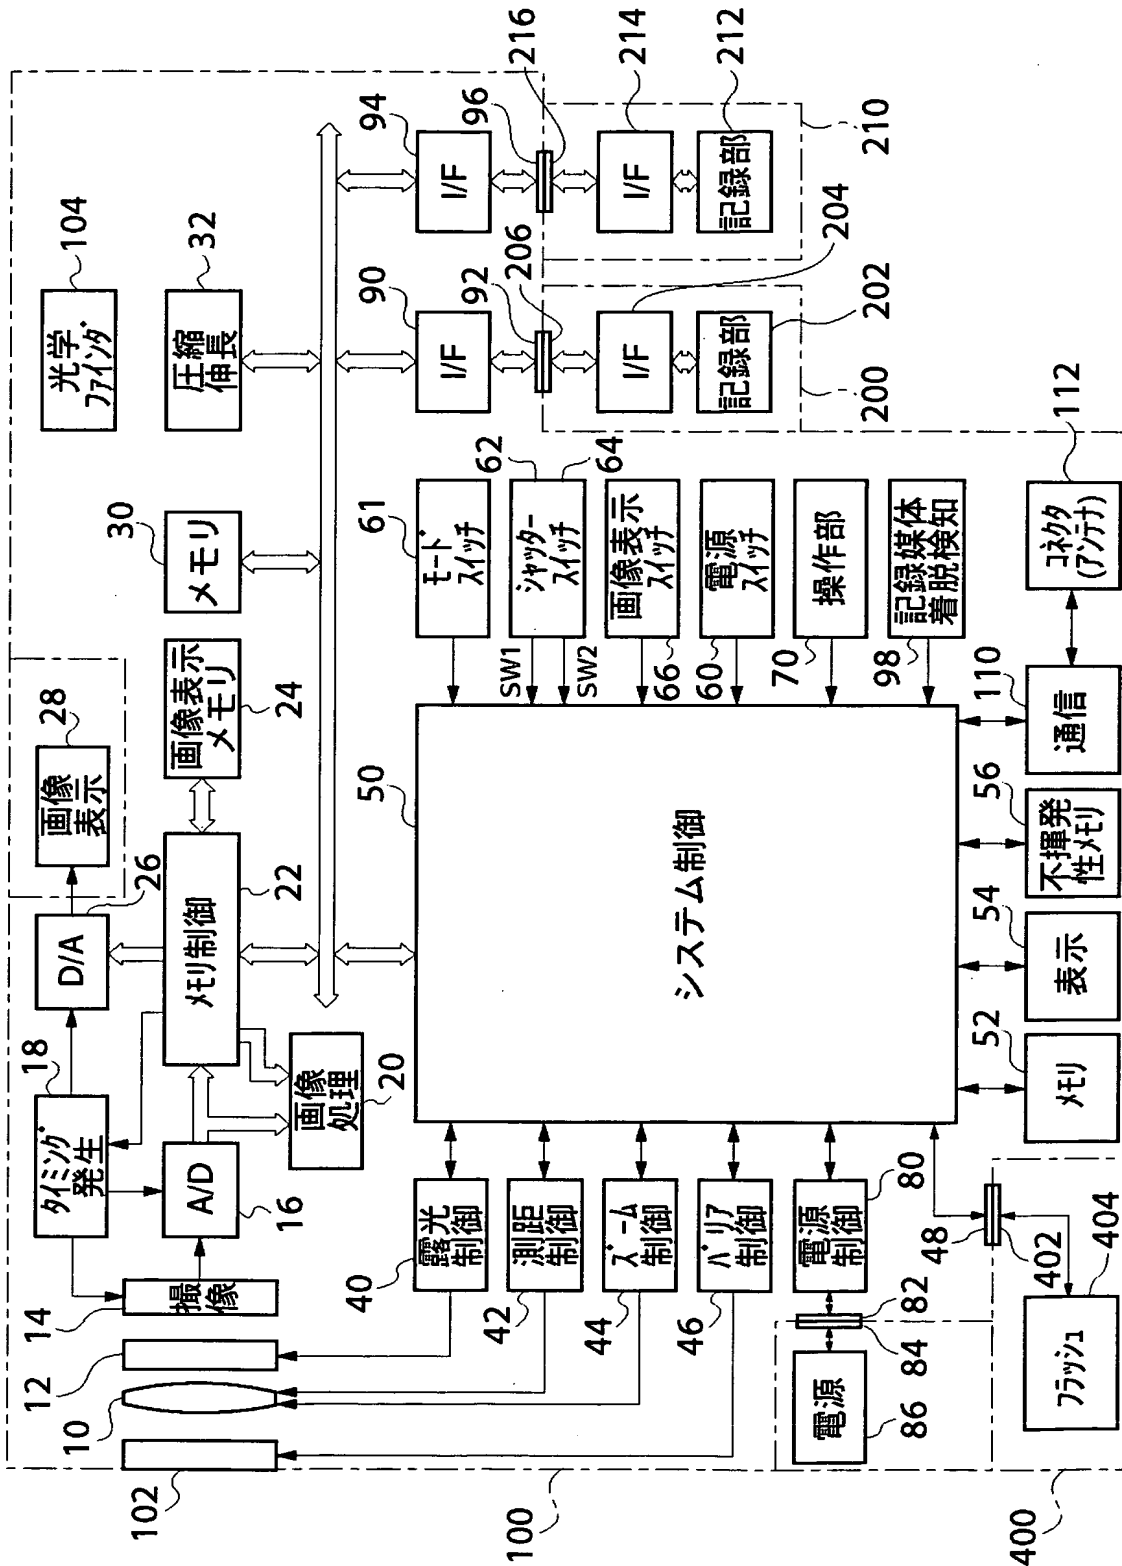 光学
ファインダ
104
圧縮
伸長
32
94
I/F
96
216
I/F
214
記録部
212
210
90
I/F
92
206
I/F
204
記録部
202
200
メモリ
30
画像表示
メモリ
24
画像
表示
28
D/A
26
メモリ制御
22
タイミング
発生
18
A/D
16
画像
処理
20
撮像
14
12
10
102
モード
スイッチ
61
シャッター
スイッチ
62
64
SW1
SW2
画像表示
スイッチ
66
電源
スイッチ
60
操作部
70
記録媒体
着脱検知
98
システム制御
50
露光
制御
40
測距
制御
42
ズーム
制御
44
バリア
制御
46
電源
制御
80
82
84
電源
86
メモリ
52
表示
54
不揮発
性メモリ
56
通信
110
コネクタ
(アンテナ)
112
48
402
フラッシュ
404
100
400